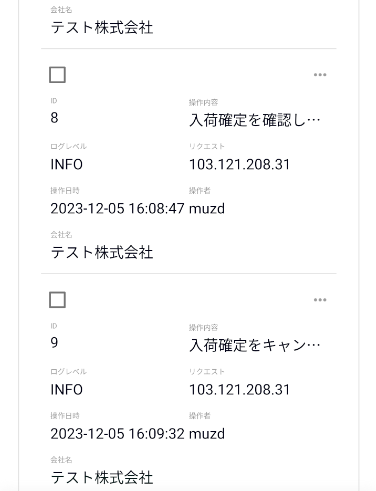 会社名
テスト株式会社
...
ID 操作内容
8 入荷確定を確認し…
ログレベル リクエスト
INFO 103.121.208.31
操作日時 操作者
2023-12-05 16:08:47 muzd
会社名
テスト株式会社
...
ID 操作内容
9 入荷確定をキャン…
ログレベル リクエスト
INFO 103.121.208.31
操作日時 操作者
2023-12-05 16:09:32 muzd
会社名
テスト株式会社